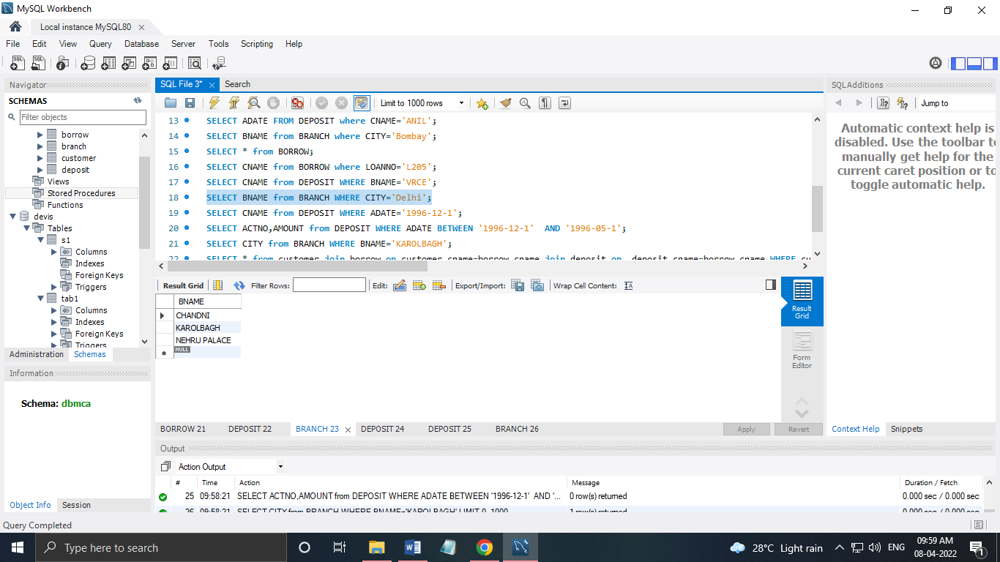 MySQL Workbench
Local instance MySQL80
File Edit View Query Database Server Tools Scripting Help
Navigator
SCHEMAS
Filter objects
borrow
branch
customer
deposit
Views
Stored Procedures
Functions
devis
Tables
s1
Columns
Indexes
Foreign Keys
Triggers
tab1
Columns
Indexes
Foreign Keys
Triggers
Administration Schemas
Information
Schema: dbmca
Object Info Session
Query Completed
SQL File 3* Search
Limit to 1000 rows
13 SELECT ADATE FROM DEPOSIT where CNAME='ANIL';
14 SELECT BNAME from BRANCH where CITY='Bombay';
15 SELECT * from BORROW;
16 SELECT CNAME from BORROW where LOANNO='L205';
17 SELECT CNAME from DEPOSIT WHERE BNAME='VRCE';
18 SELECT BNAME from BRANCH WHERE CITY='Delhi';
19 SELECT CNAME from DEPOSIT WHERE ADATE='1996-12-1';
20 SELECT ACTNO,AMOUNT from DEPOSIT WHERE ADATE BETWEEN '1996-12-1' AND '1996-05-1';
21 SELECT CITY from BRANCH WHERE BNAME='KAROLBAGH';
22 SELECT * from customer join borrow on customer.cname=borrow.cname join deposit on deposit.cname=borrow.cname WHERE cu
Result Grid Filter Rows: Edit: Export/Import: Wrap Cell Content:
BNAME
CHANDNI
KAROLBAGH
NEHRU PALACE
NULL
Result
Grid
Form
Editor
BORROW 21 DEPOSIT 22 BRANCH 23 DEPOSIT 24 DEPOSIT 25 BRANCH 26
Apply Revert
Output
Action Output
# Time Action Message Duration / Fetch
25 09:58:21 SELECT ACTNO,AMOUNT from DEPOSIT WHERE ADATE BETWEEN '1996-12-1' AND '... 0 row(s) returned 0.000 sec / 0.000 sec
26 09:58:21 SELECT CITY from BRANCH WHERE BNAME='KAROLBAGH' LIMIT 0, 1000 1 row(s) returned 0.000 sec / 0.000 sec
SQLAdditions
Jump to
Automatic context help is
disabled. Use the toolbar to
manually get help for the
current caret position or to
toggle automatic help.
Context Help Snippets
Type here to search
28°C Light rain
ENG
09:59 AM
08-04-2022
1